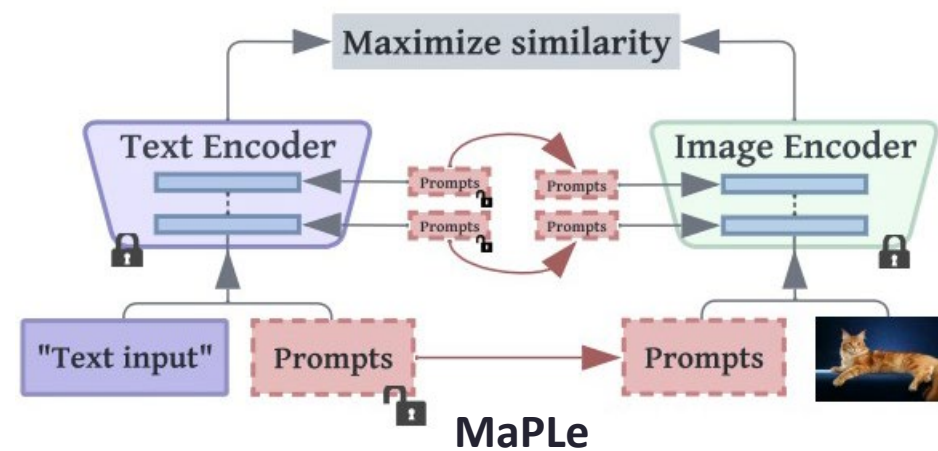 Maximize similarity
Text Encoder
Image Encoder
Prompts
Prompts
Prompts
Prompts
"Text input"
Prompts
Prompts
MaPLe